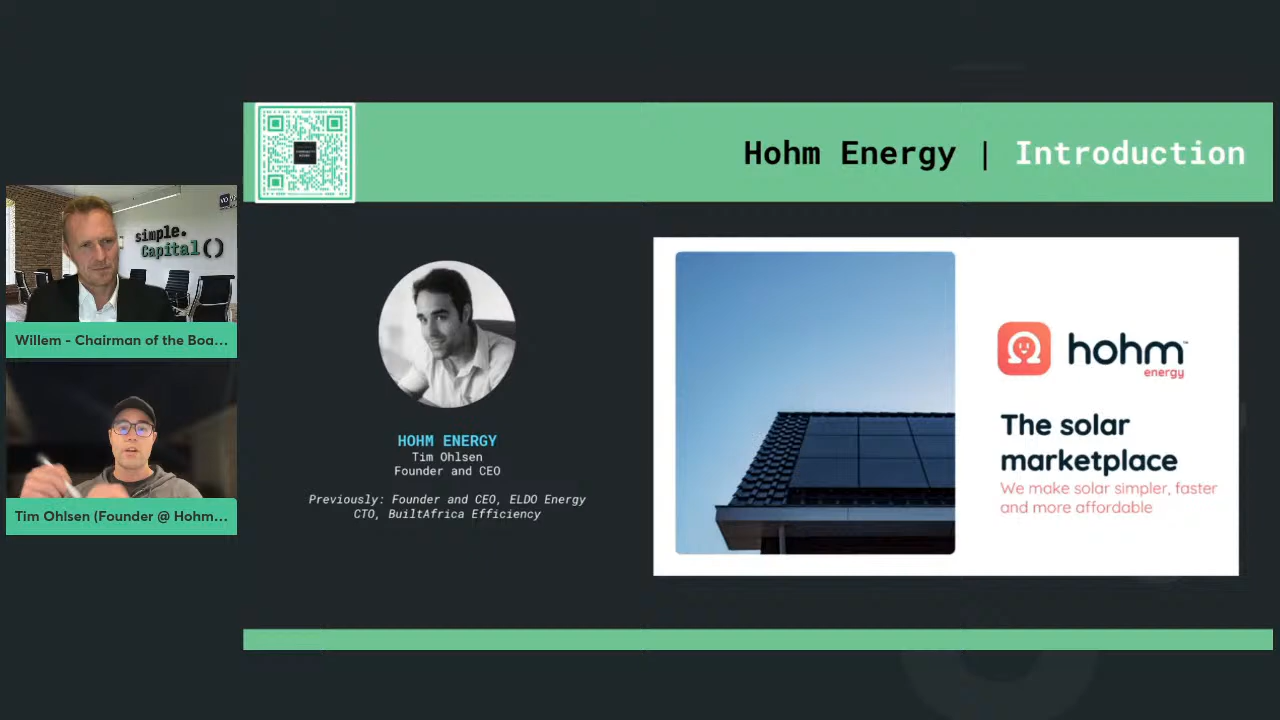 Hohm Energy | Introduction
simple.
Capital()
Willem - Chairman of the Boa...
Tim Ohlsen (Founder @ Hohm...
HOHM ENERGY
Tim Ohlsen
Founder and CEO
Previously: Founder and CEO, ELDO Energy
CTO, BuiltAfrica Efficiency
hohm™
energy
The solar
marketplace
We make solar simpler, faster
and more affordable